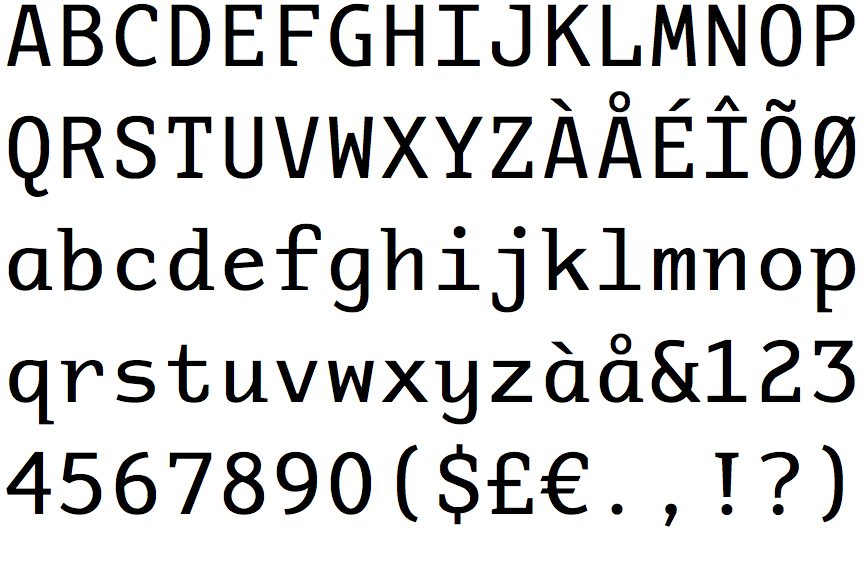 ABCDEFGHIJKLMNOP
QRSTUVWXYZÀÅÉÎÕØ
abcdefghijklmnop
qrstuvwxyzàå&123
4567890($£€.,!?)